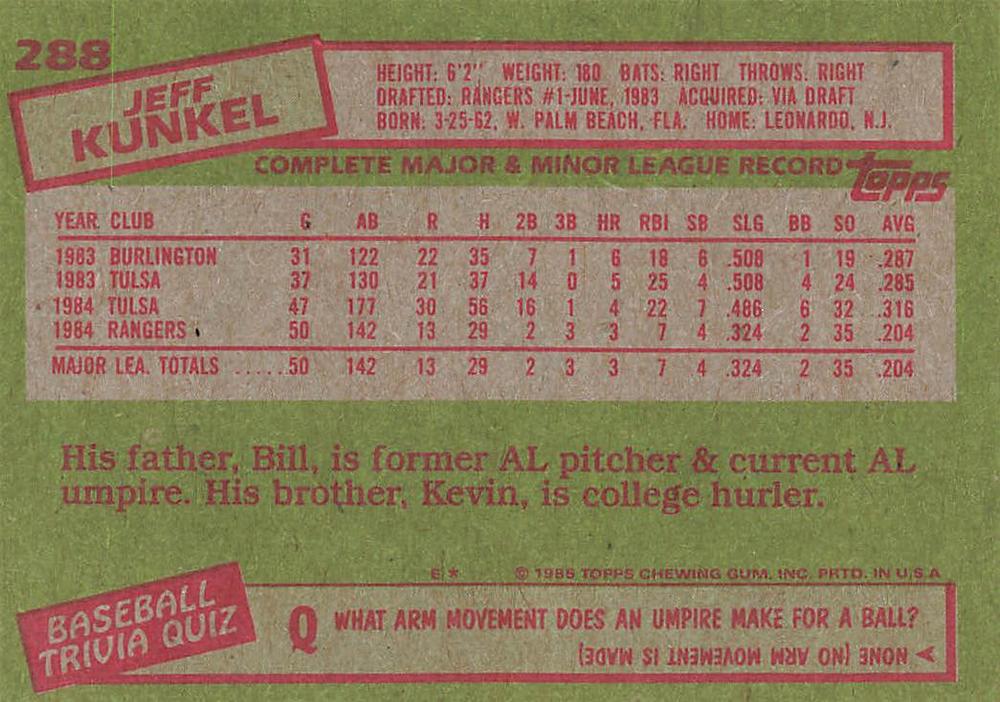 288
JEFF
KUNKEL
HEIGHT: 6'2" WEIGHT: 180 BATS: RIGHT THROWS: RIGHT
DRAFTED: RANGERS #1-JUNE, 1983 ACQUIRED: VIA DRAFT
BORN: 3-25-62, W. PALM BEACH, FLA. HOME: LEONARDO, N.J.
COMPLETE MAJOR & MINOR LEAGUE RECORD topps
YEAR CLUB G AB R H 2B 3B HR RBI SB SLG BB SO AVG
1983 BURLINGTON 31 122 22 35 7 1 6 18 6 .508 1 19 .287
1983 TULSA 37 130 21 37 14 0 5 25 4 .508 4 24 .285
1984 TULSA 47 177 30 56 16 1 4 22 7 .486 6 32 .316
1984 RANGERS 50 142 13 29 2 3 3 7 4 .324 2 35 .204
MAJOR LEA. TOTALS .....50 142 13 29 2 3 3 7 4 .324 2 35 .204
His father, Bill, is former AL pitcher & current AL
umpire. His brother, Kevin, is college hurler.
6* © 1985 TOPPS CHEWING GUM, INC. PRTD. IN U.S.A
BASEBALL
TRIVIA QUIZ
Q WHAT ARM MOVEMENT DOES AN UMPIRE MAKE FOR A BALL?
NONE (NO ARM MOVEMENT IS MADE)